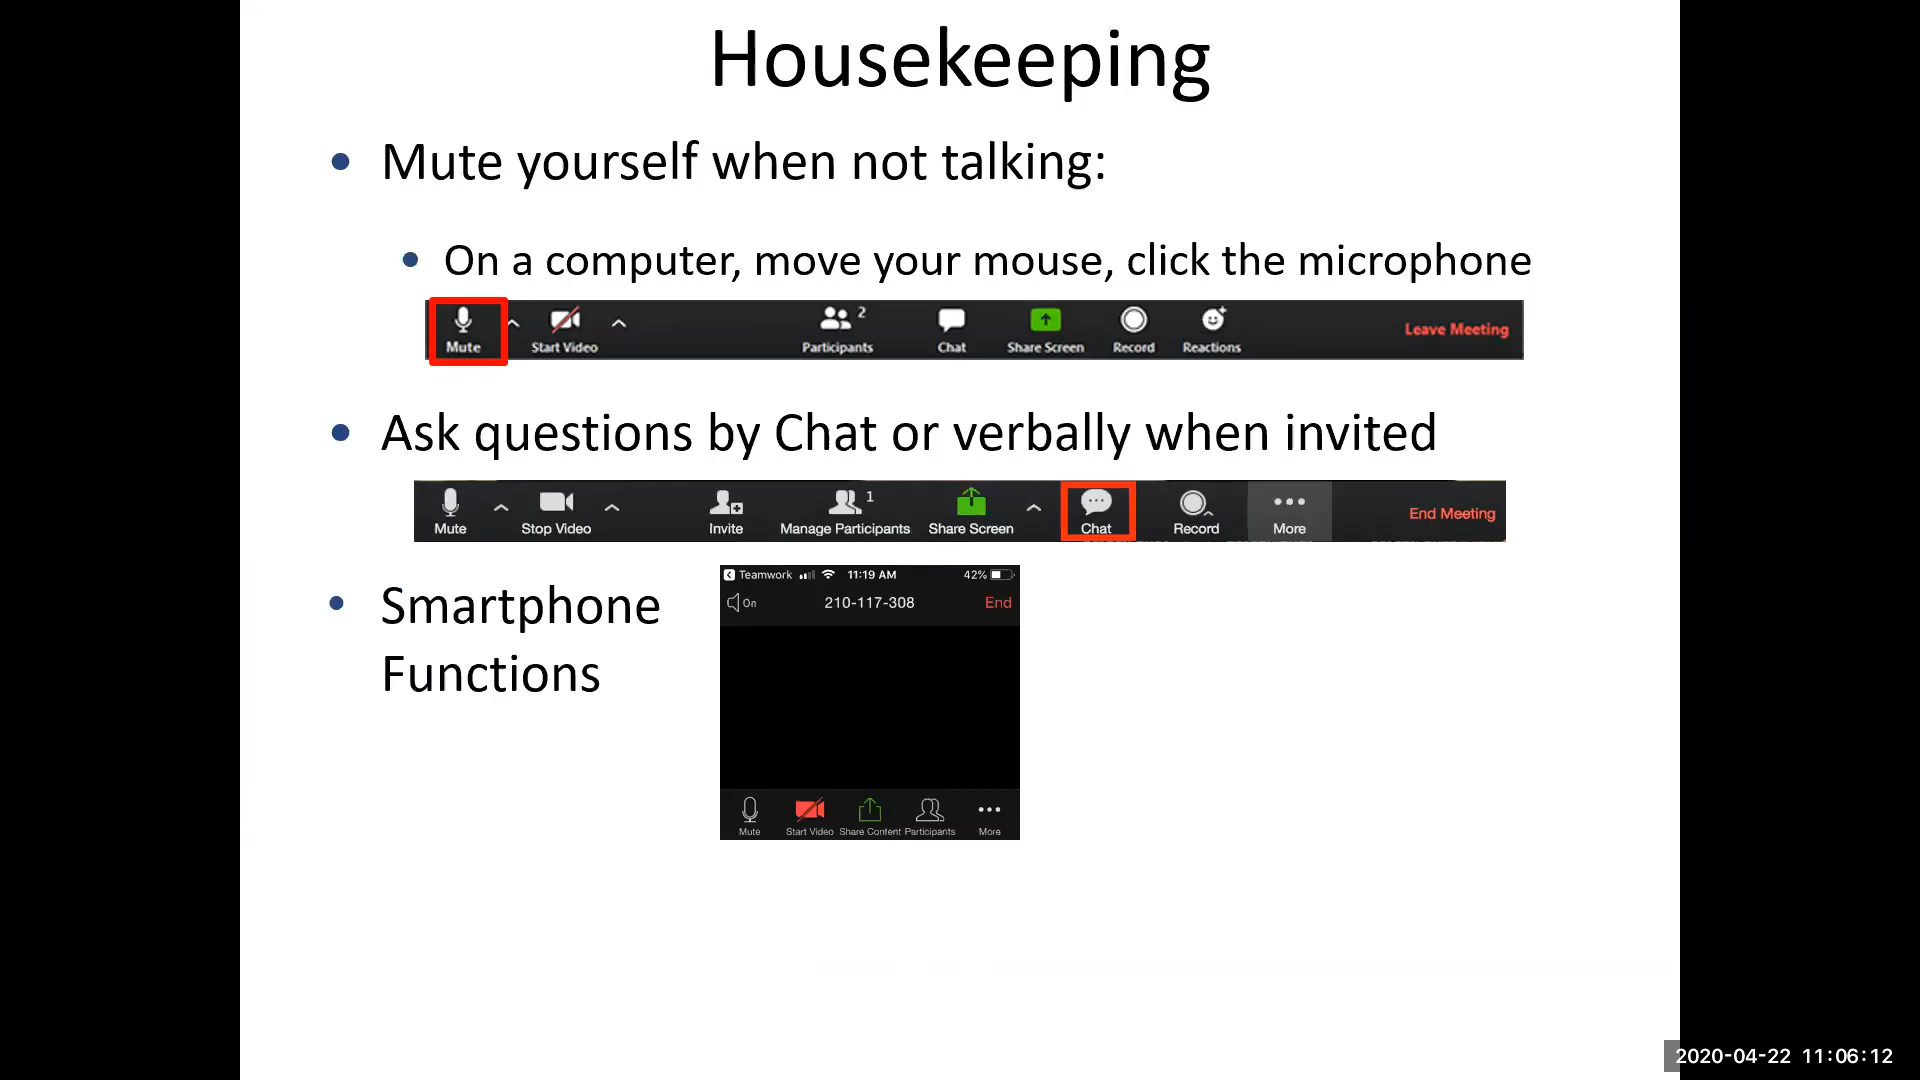 Housekeeping
• Mute yourself when not talking:
• On a computer, move your mouse, click the microphone
Mute Start Video Participants 2 Chat Share Screen Record Reactions Leave Meeting
• Ask questions by Chat or verbally when invited
Mute Stop Video Invite Manage Participants 1 Share Screen Chat Record More End Meeting
• Smartphone
Functions
Teamwork 11:19 AM 42%
On 210-117-308 End
Mute Start Video Share Content Participants More
2020-04-22 11:06:12